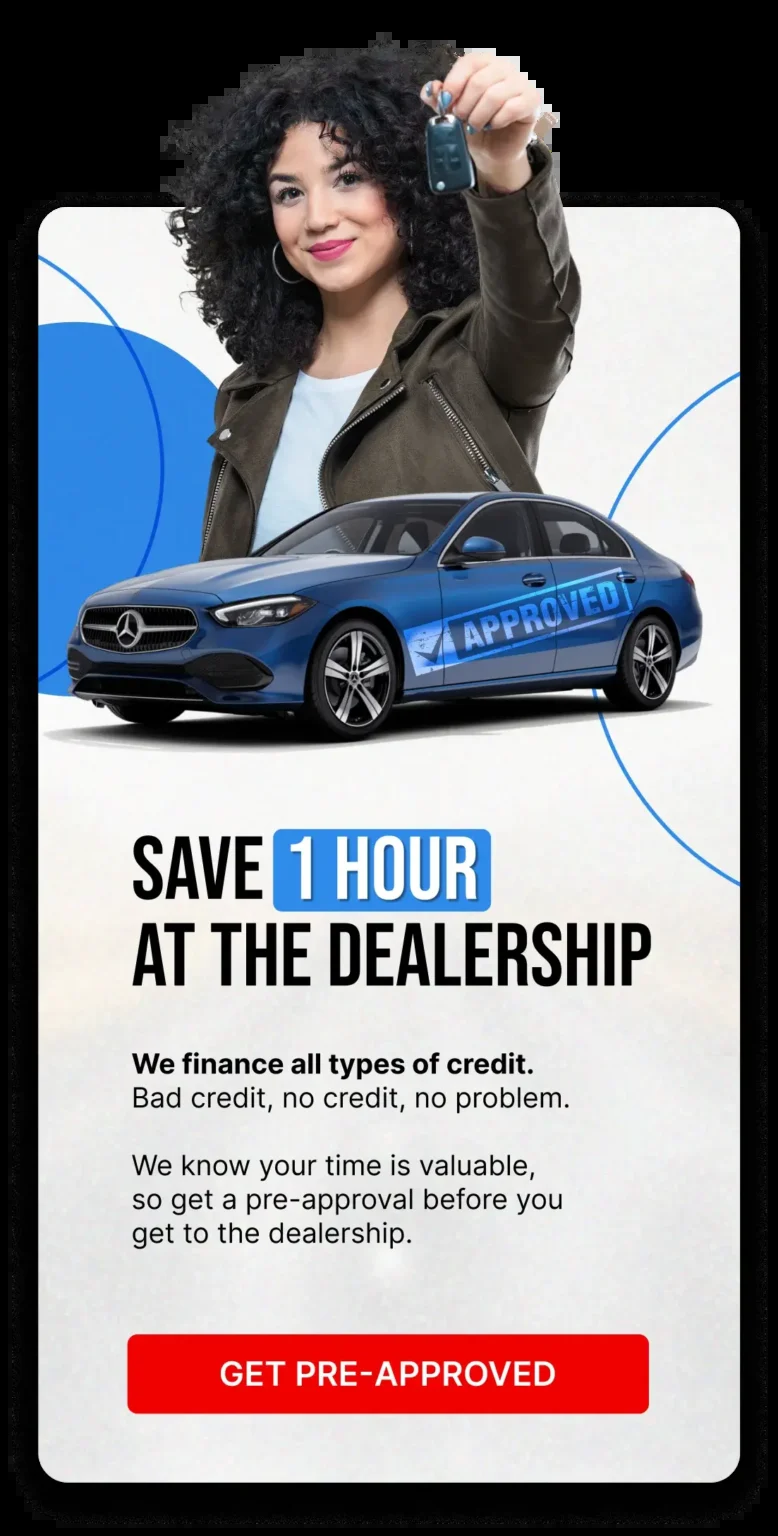 APPROVED
SAVE 1 HOUR
AT THE DEALERSHIP
We finance all types of credit.
Bad credit, no credit, no problem.
We know your time is valuable,
so get a pre-approval before you
get to the dealership.
GET PRE-APPROVED